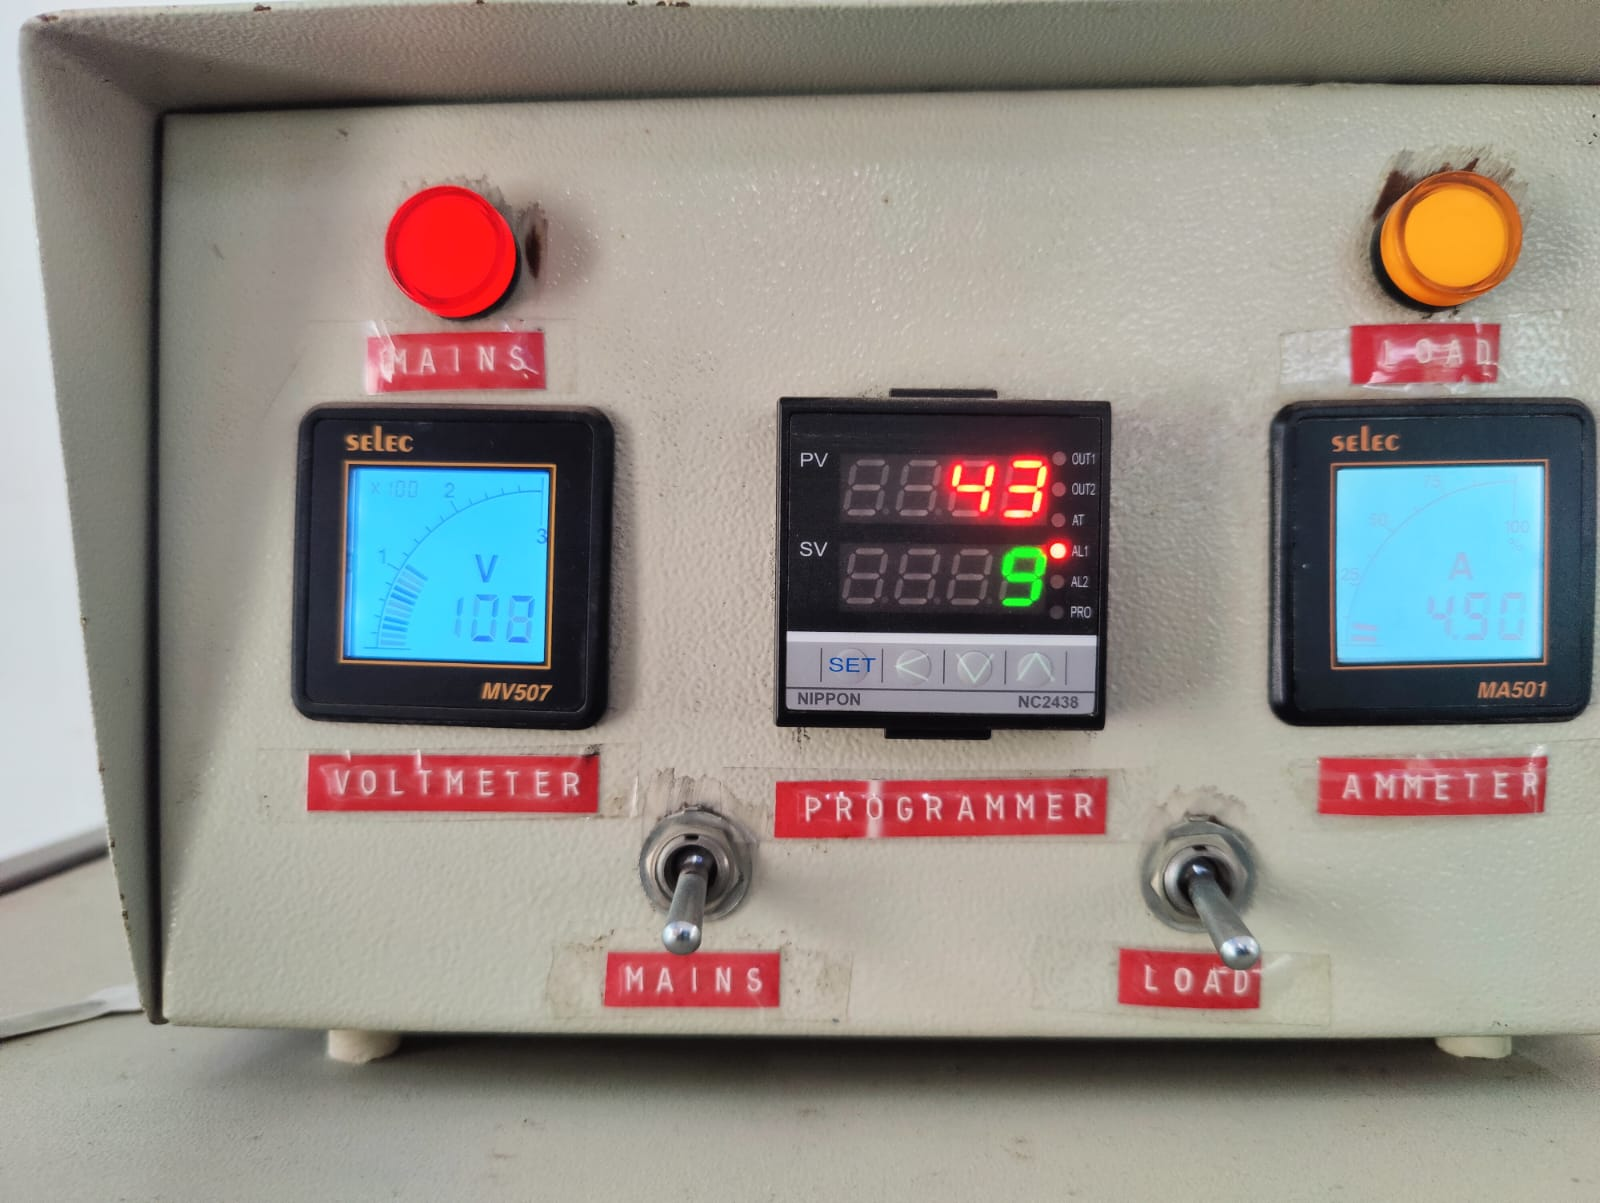 MAINS
LOAD
selec
x100
1
2
3
V
108
MV507
PV
43
OUT1
OUT2
AT
SV
9
AL1
AL2
PRO
SET
NIPPON
NC2438
selec
25
50
75
100
%
A
4.50
MA501
VOLTMETER
PROGRAMMER
AMMETER
MAINS
LOAD